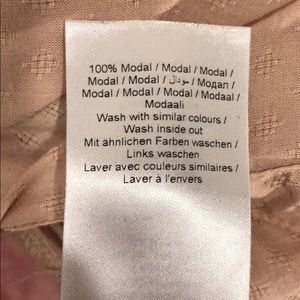 100% Modal / Modal / Modal /
Modal / Modal / مودال / Модал /
Modal / Modal / Modal / Modaal /
Modaali
Wash with similar colours /
Wash inside out
Mit ähnlichen Farben waschen /
Links waschen
Laver avec couleurs similaires /
Laver à l'envers